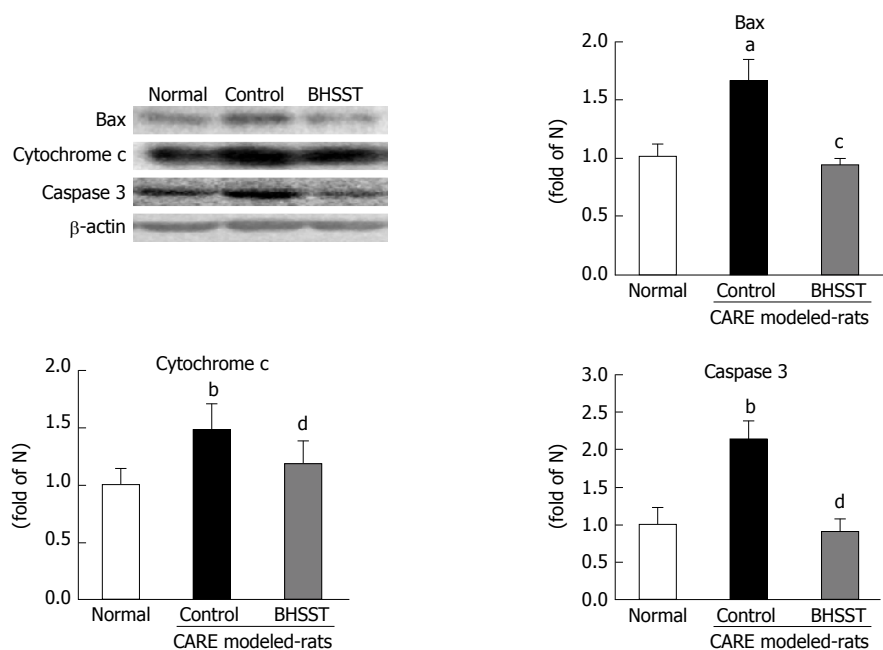 Normal Control BHSST
Bax
Cytochrome c
Caspase 3
β-actin
Bax
2.0
1.5
1.0
0.5
0.0
(fold of N)
a
c
Normal Control BHSST
CARE modeled-rats
Cytochrome c
2.0
1.5
1.0
0.5
0.0
(fold of N)
b
d
Normal Control BHSST
CARE modeled-rats
Caspase 3
3.0
2.5
2.0
1.5
1.0
0.5
0.0
(fold of N)
b
d
Normal Control BHSST
CARE modeled-rats